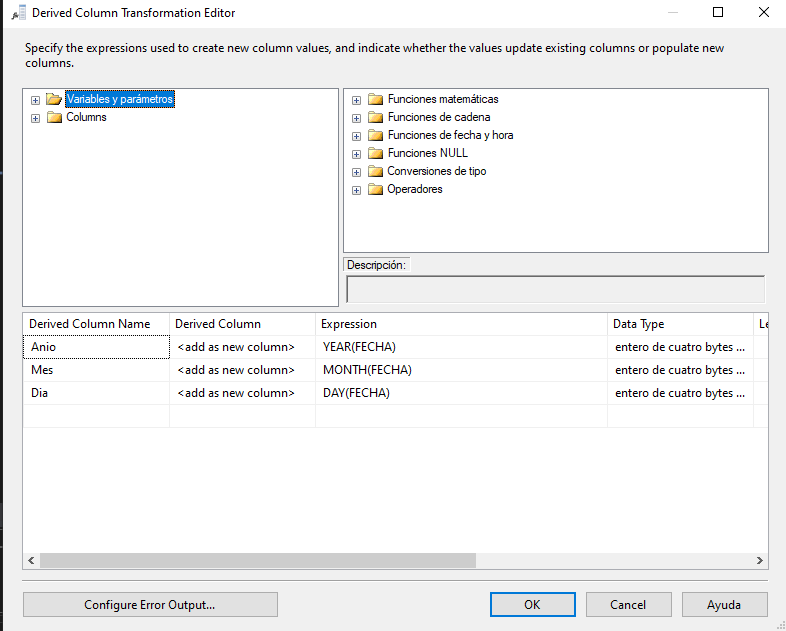 Derived Column Transformation Editor
Specify the expressions used to create new column values, and indicate whether the values update existing columns or populate new
columns.
Variables y parámetros
Columns
Funciones matemáticas
Funciones de cadena
Funciones de fecha y hora
Funciones NULL
Conversiones de tipo
Operadores
Descripción:
Derived Column Name Derived Column Expression Data Type Le
Anio <add as new column> YEAR(FECHA) entero de cuatro bytes ...
Mes <add as new column> MONTH(FECHA) entero de cuatro bytes ...
Dia <add as new column> DAY(FECHA) entero de cuatro bytes ...
Configure Error Output... OK Cancel Ayuda